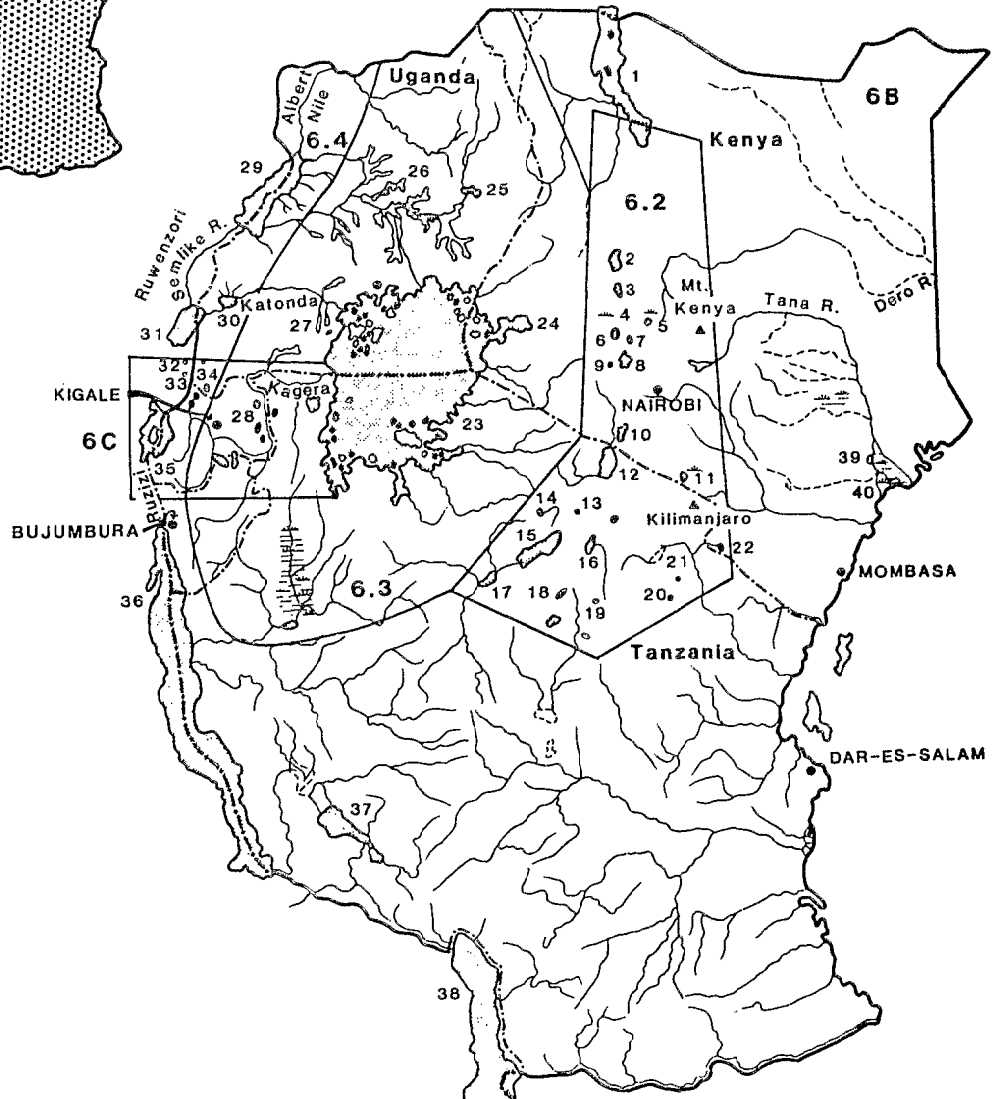 Uganda
1
6B
Albert
Nile
6.4
Kenya
29
26
25
6.2
Ruwenzori
Semlike R.
2
Mt.
Kenya
Tana R.
Dero R.
3
Katonda
30
27
31
24
4
5
6
7
32
34
9
8
33
KIGALE
Kagera
28
NAIROBI
6C
23
10
35
12
11
39
Ruzizi
14
13
40
BUJUMBURA
Kilimanjaro
15
16
21
22
MOMBASA
36
6.3
17
18
19
20
Tanzania
DAR-ES-SALAM
37
38